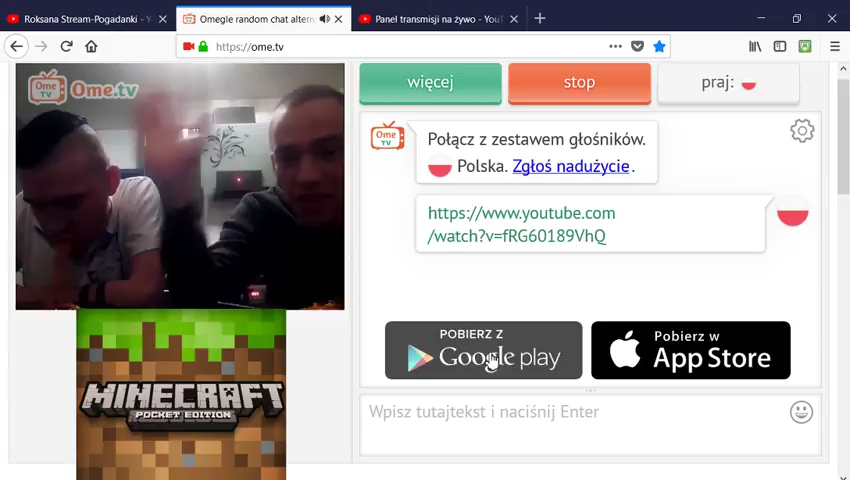 Roksana Stream-Pogadanki - Y
Omegle random chat altern
Panel transmisji na żywo - YouT
https://ome.tv
Ome TV
Ome.tv
więcej
stop
praj:
Ome TV
Połącz z zestawem głośników.
Polska. Zgłoś nadużycie.
https://www.youtube.com
/watch?v=fRG60189VhQ
POBIERZ Z
Google play
Pobierz w
App Store
MINECRAFT
POCKET EDITION
Wpisz tutajtekst i naciśnij Enter